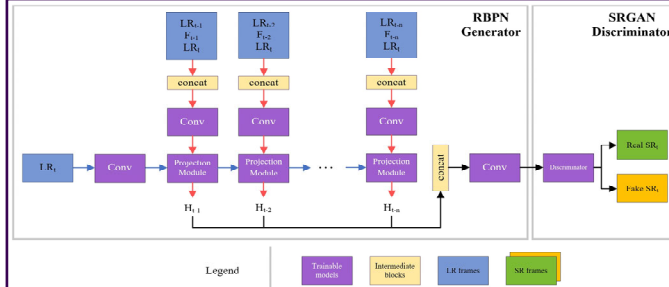 RBPN
Generator
SRGAN
Discriminator
LRt-1
Ft-1
LRt
LRt-2
Ft-2
LRt
LRt-n
Ft-n
LRt
concat
concat
concat
Conv
Conv
Conv
LRt
Conv
Projection
Module
Projection
Module
...
Projection
Module
concat
Conv
Discriminator
Real SRt
Fake SRt
Ht-1
Ht-2
Ht-n
Legend
Trainable
models
Intermediate
blocks
LR frames
SR frames